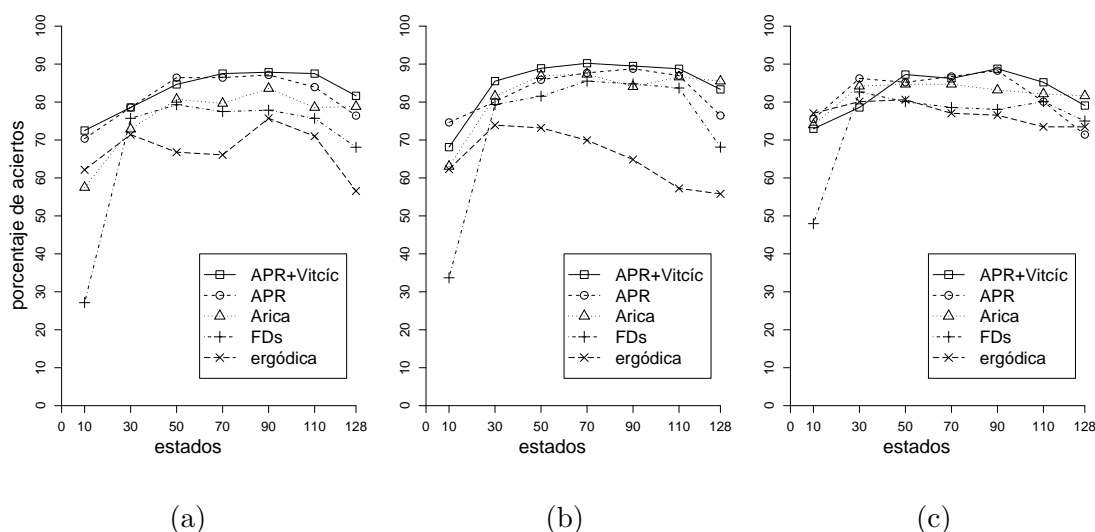 porcentaje de aciertos
0 10 20 30 40 50 60 70 80 90 100
APR+Vitcíc
APR
Arica
FDs
ergódica
0 10 30 50 70 90 110 128
estados
(a)
0 10 20 30 40 50 60 70 80 90 100
APR+Vitcíc
APR
Arica
FDs
ergódica
0 10 30 50 70 90 110 128
estados
(b)
0 10 20 30 40 50 60 70 80 90 100
APR+Vitcíc
APR
Arica
FDs
ergódica
0 10 30 50 70 90 110 128
estados
(c)